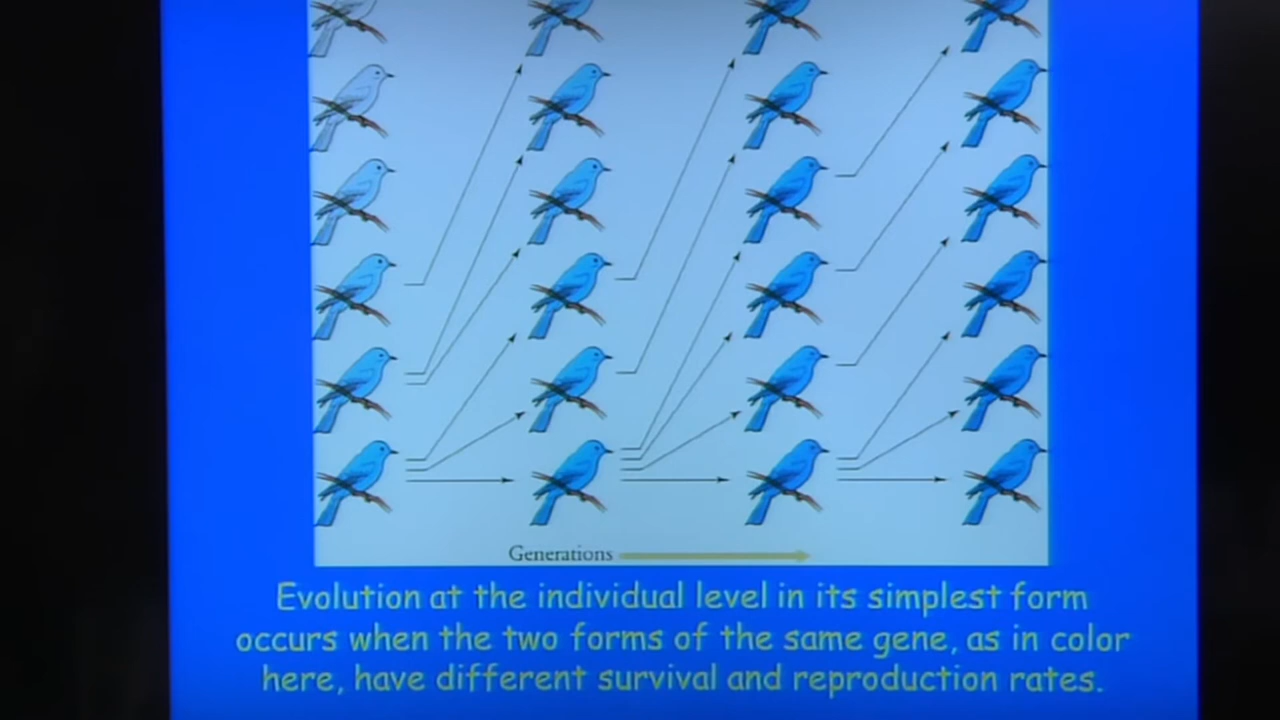 Generations
Evolution at the individual level in its simplest form
occurs when the two forms of the same gene, as in color
here, have different survival and reproduction rates.